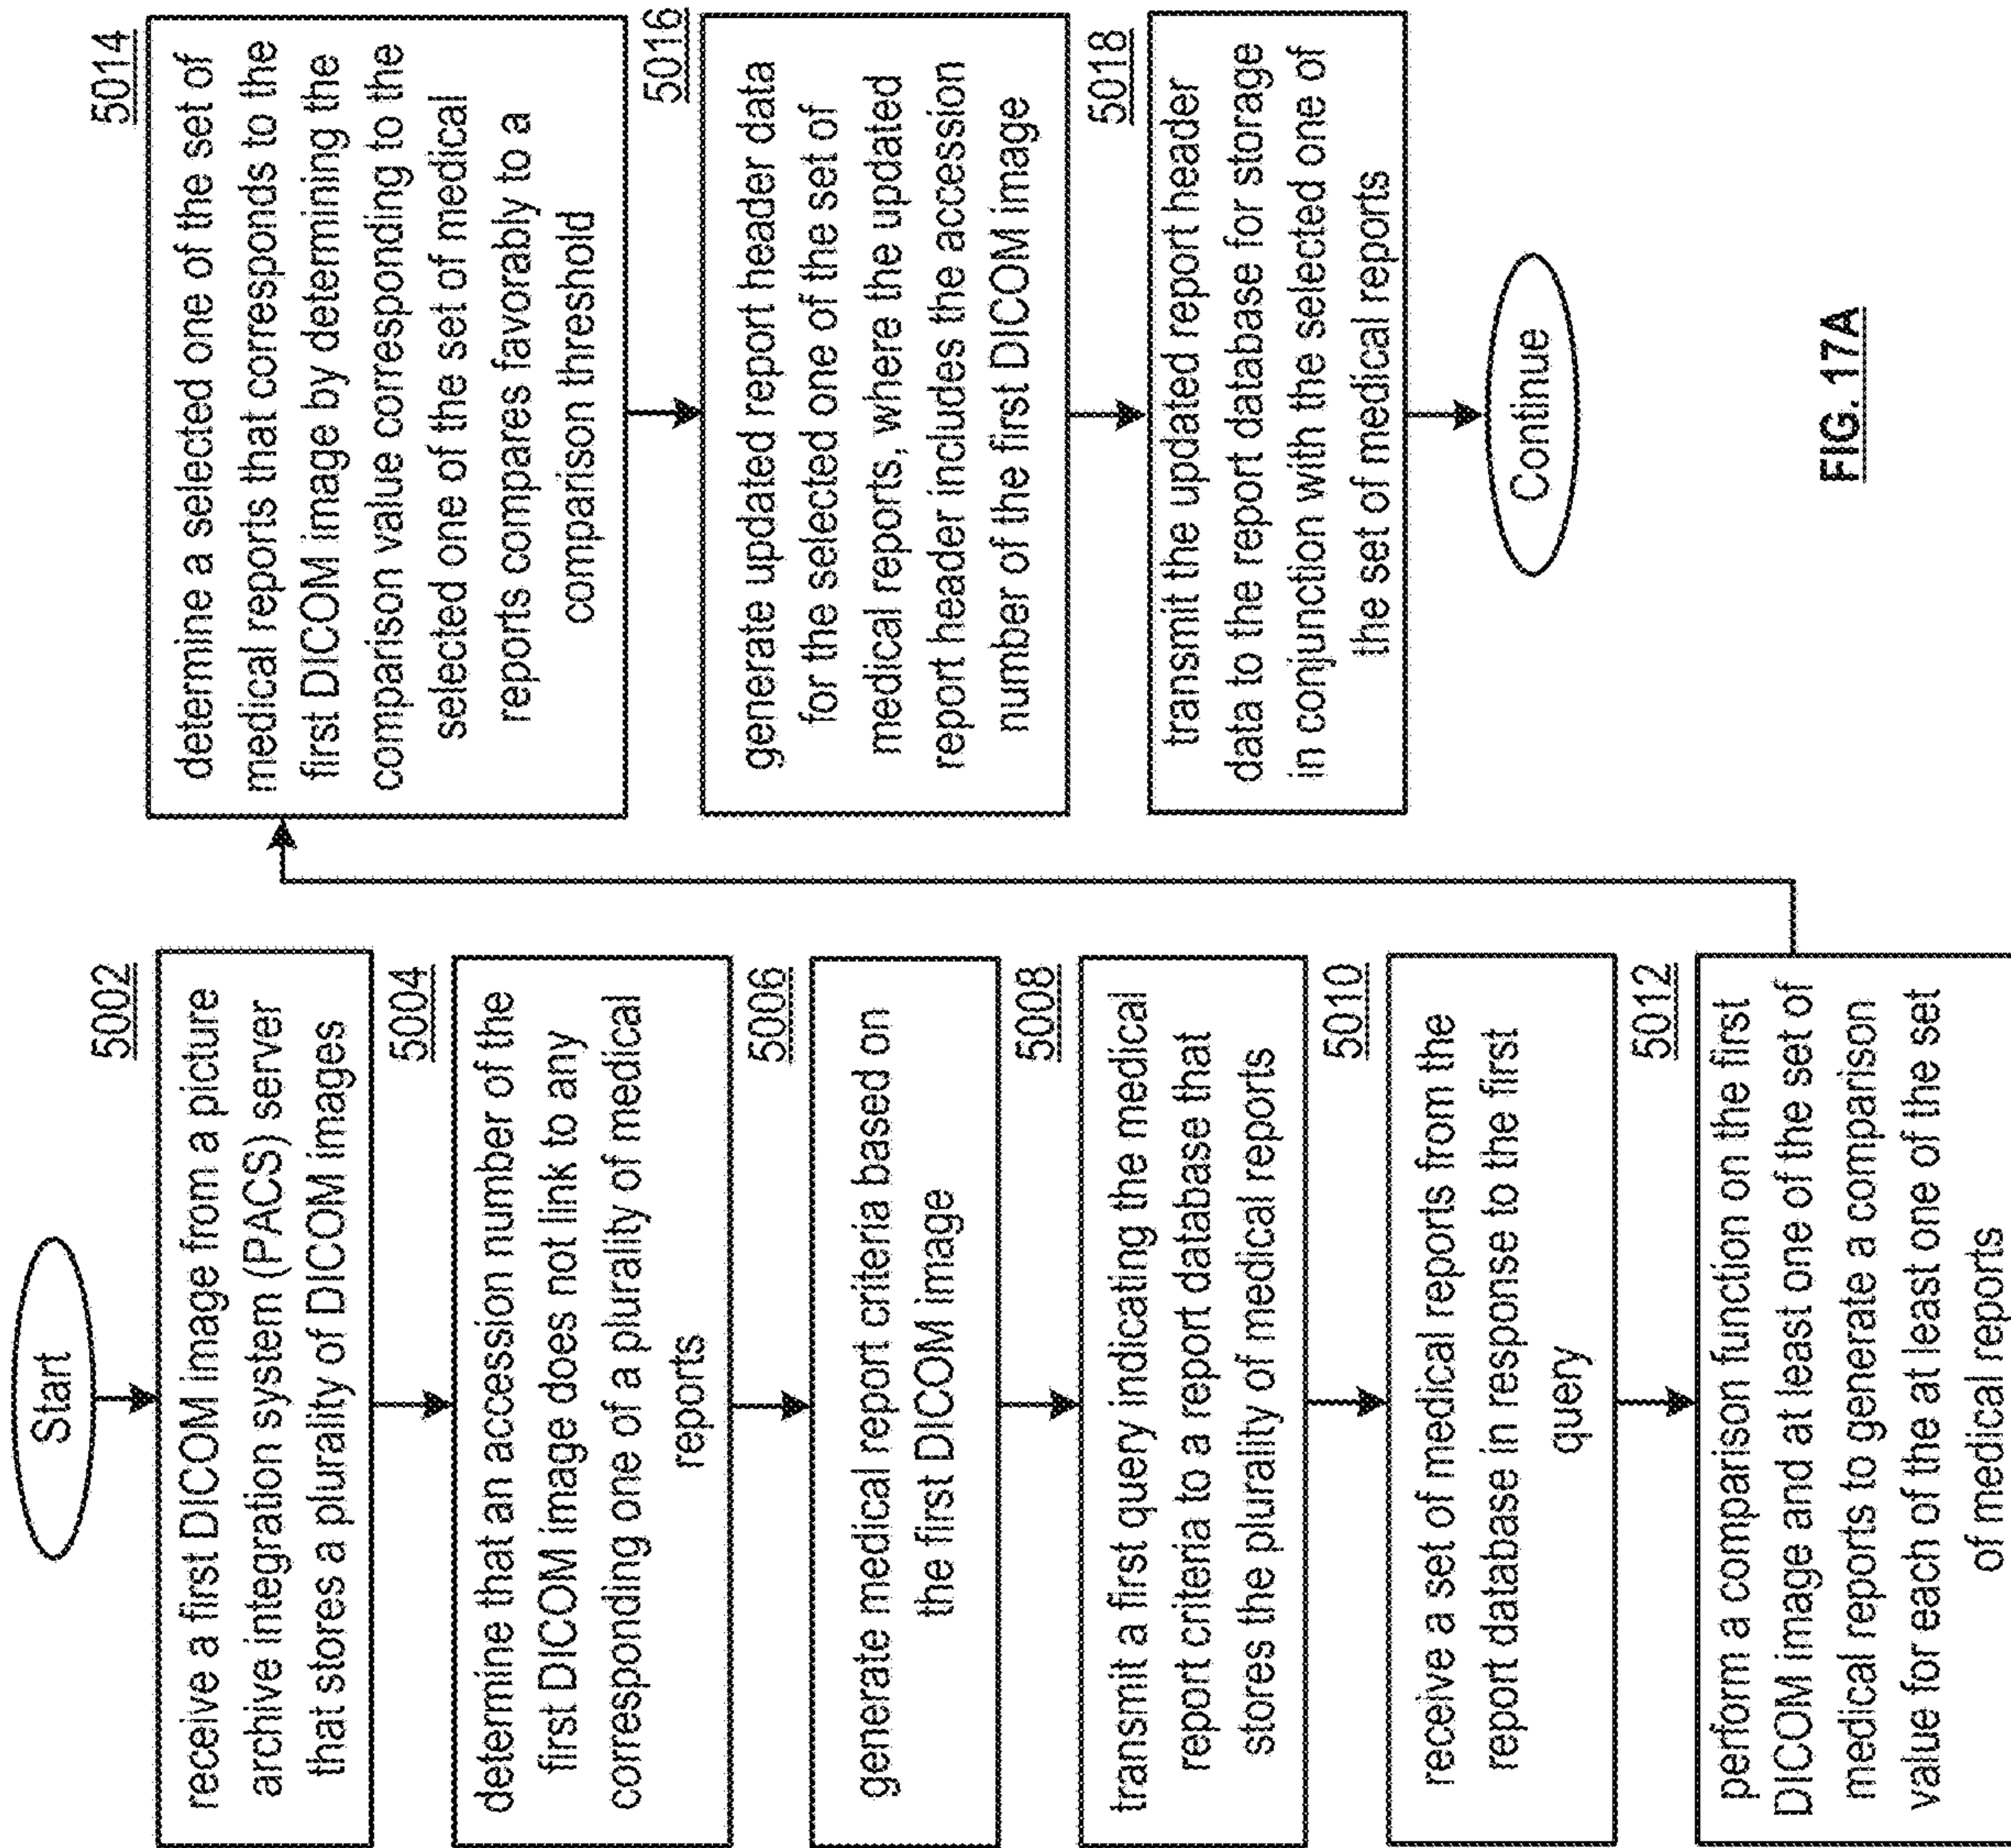 Start
5002
receive a first DICOM image from a picture
archive integration system (PACS) server
that stores a plurality of DICOM images
5004
determine that an accession number of the
first DICOM image does not link to any
corresponding one of a plurality of medical
reports
5006
generate medical report criteria based on
the first DICOM image
5008
transmit a first query indicating the medical
report criteria to a report database that
stores the plurality of medical reports
5010
receive a set of medical reports from the
report database in response to the first
query
5012
perform a comparison function on the first
DICOM image and at least one of the set of
medical reports to generate a comparison
value for each of the at least one of the set
of medical reports
5014
determine a selected one of the set of
medical reports that corresponds to the
first DICOM image by determining the
comparison value corresponding to the
selected one of the set of medical
reports compares favorably to a
comparison threshold
5016
generate updated report header data
for the selected one of the set of
medical reports, where the updated
report header includes the accession
number of the first DICOM image
5018
transmit the updated report header
data to the report database for storage
in conjunction with the selected one of
the set of medical reports
Continue
FIG. 17A